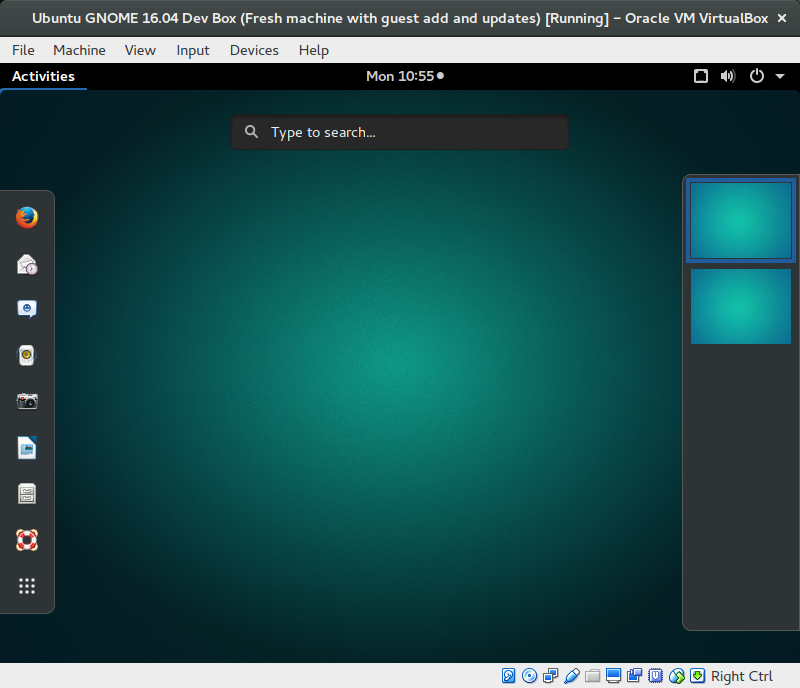 Ubuntu GNOME 16.04 Dev Box (Fresh machine with guest add and updates) [Running] – Oracle VM VirtualBox
File Machine View Input Devices Help
Activities Mon 10:55
Type to search...
Right Ctrl